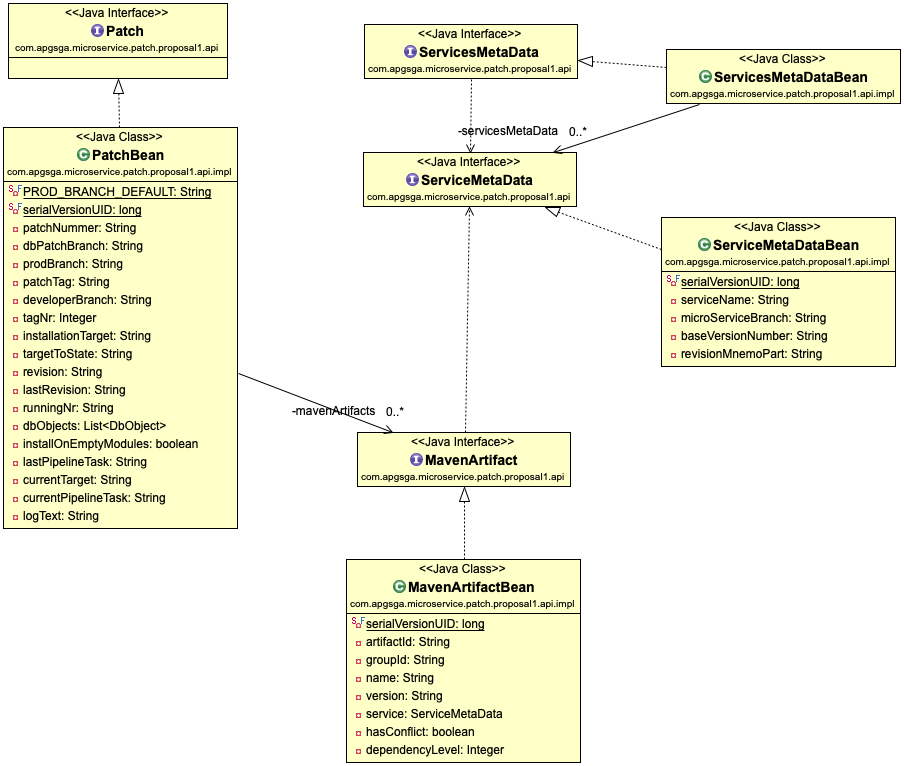 <<Java Interface>>
Patch
com.apgsga.microservice.patch.proposal1.api
<<Java Class>>
PatchBean
com.apgsga.microservice.patch.proposal1.api.impl
PROD_BRANCH_DEFAULT: String
serialVersionUID: long
patchNummer: String
dbPatchBranch: String
prodBranch: String
patchTag: String
developerBranch: String
tagNr: Integer
installationTarget: String
targetToState: String
revision: String
lastRevision: String
runningNr: String
dbObjects: List<DbObject>
installOnEmptyModules: boolean
lastPipelineTask: String
currentTarget: String
currentPipelineTask: String
logText: String
<<Java Interface>>
ServicesMetaData
com.apgsga.microservice.patch.proposal1.api
<<Java Class>>
ServicesMetaDataBean
com.apgsga.microservice.patch.proposal1.api.impl
-servicesMetaData 0..*
<<Java Interface>>
ServiceMetaData
com.apgsga.microservice.patch.proposal1.api
<<Java Class>>
ServiceMetaDataBean
com.apgsga.microservice.patch.proposal1.api.impl
serialVersionUID: long
serviceName: String
microServiceBranch: String
baseVersionNumber: String
revisionMnemoPart: String
-mavenArtifacts 0..*
<<Java Interface>>
MavenArtifact
com.apgsga.microservice.patch.proposal1.api
<<Java Class>>
MavenArtifactBean
com.apgsga.microservice.patch.proposal1.api.impl
serialVersionUID: long
artifactId: String
groupId: String
name: String
version: String
service: ServiceMetaData
hasConflict: boolean
dependencyLevel: Integer